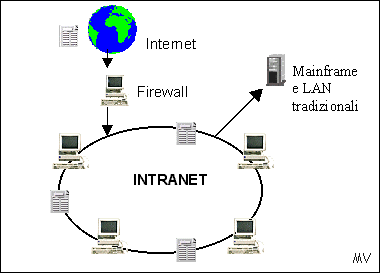 Internet
Firewall
Mainframe
e LAN
tradizionali
INTRANET
MV